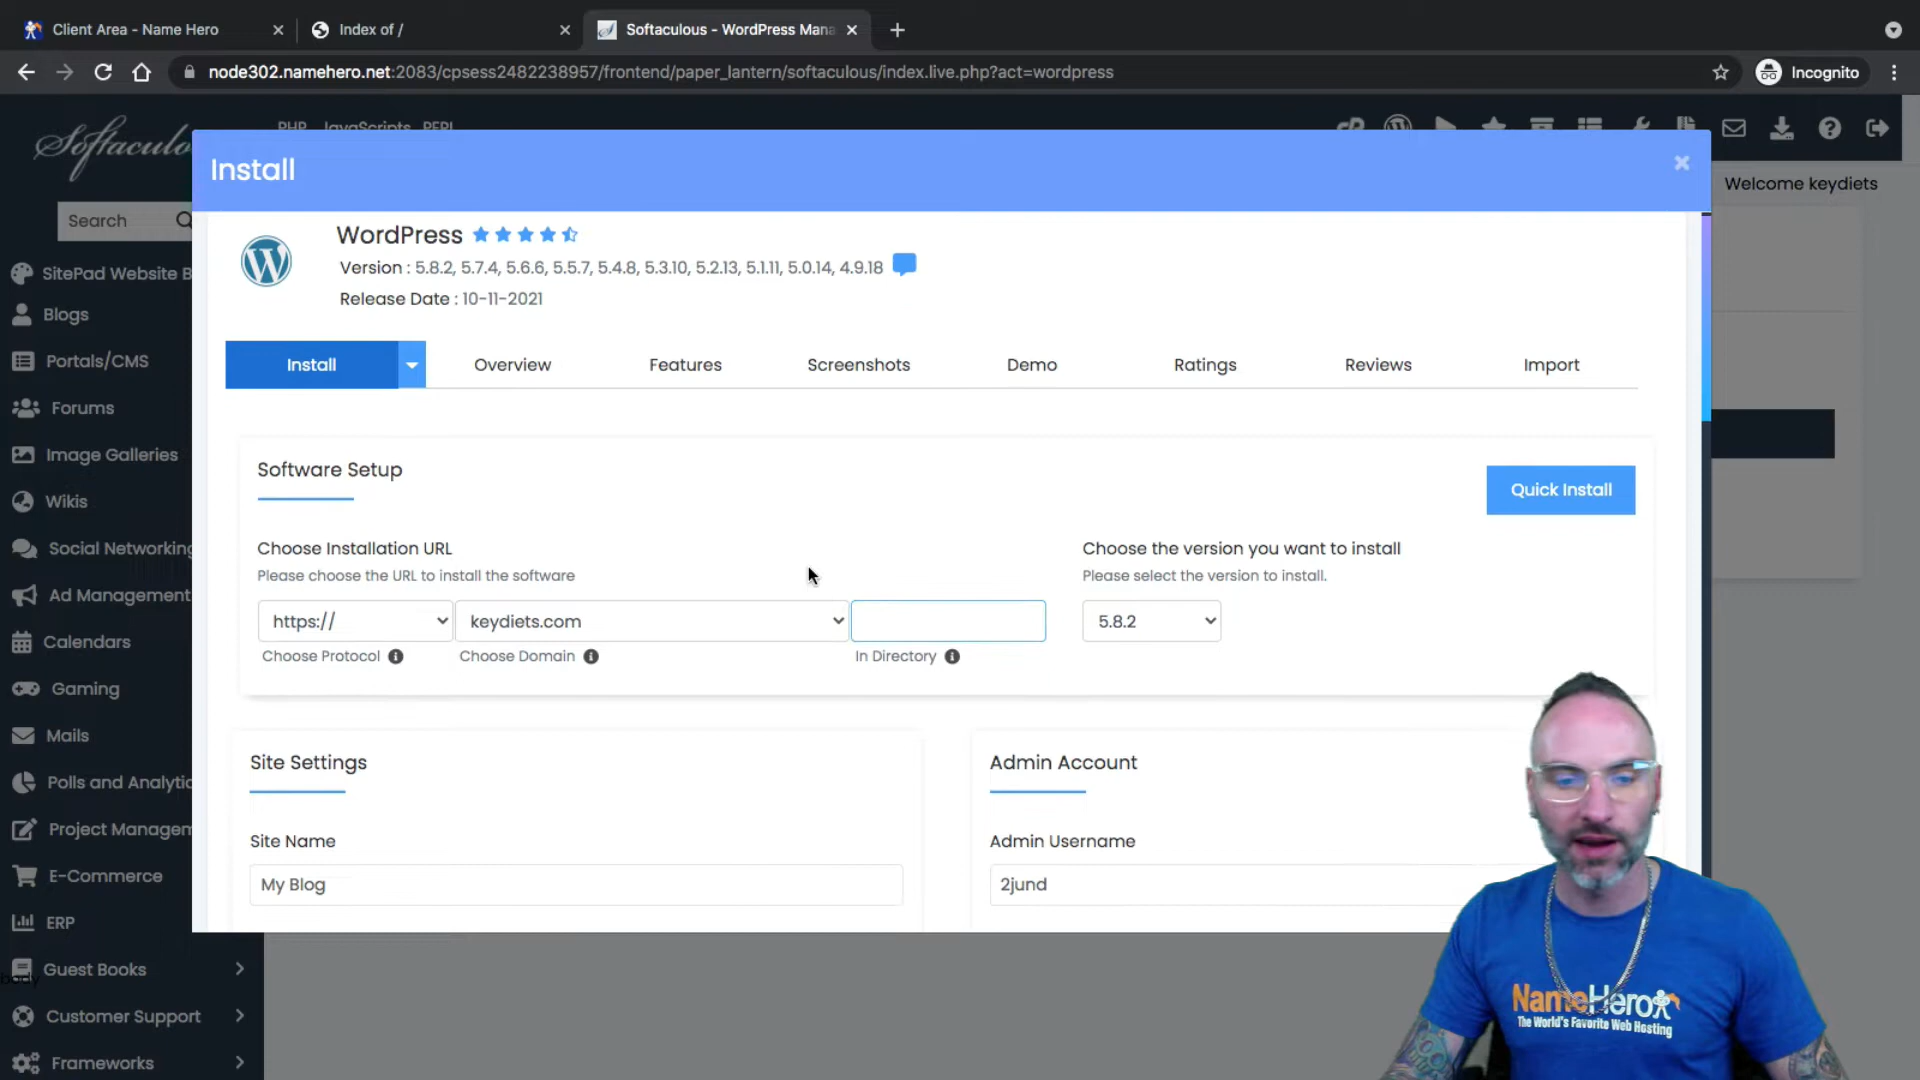 Client Area - Name Hero
Index of /
Softaculous - WordPress Mana
node302.namehero.net:2083/cpsess2482238957/frontend/paper_lantern/softaculous/index.live.php?act=wordpress
Incognito
Softaculo
PHP JavaScripts PERL
Install
Welcome keydiets
Search
SitePad Website B
Blogs
Portals/CMS
Forums
Image Galleries
Wikis
Social Networking
Ad Management
Calendars
Gaming
Mails
Polls and Analytic
Project Managem
E-Commerce
ERP
Guest Books
Customer Support
Frameworks
body
WordPress
Version : 5.8.2, 5.7.4, 5.6.6, 5.5.7, 5.4.8, 5.3.10, 5.2.13, 5.1.11, 5.0.14, 4.9.18
Release Date : 10-11-2021
Install
Overview
Features
Screenshots
Demo
Ratings
Reviews
Import
Software Setup
Quick Install
Choose Installation URL
Please choose the URL to install the software
https://
keydiets.com
Choose Protocol
Choose Domain
In Directory
Choose the version you want to install
Please select the version to install.
5.8.2
Site Settings
Site Name
My Blog
Admin Account
Admin Username
2jund
NameHero
The World's Favorite Web Hosting